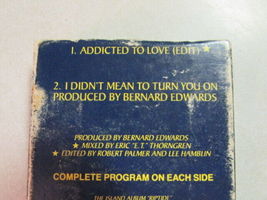 1. ADDICTED TO LOVE (EDIT) ★
2. I DIDN'T MEAN TO TURN YOU ON
PRODUCED BY BERNARD EDWARDS
PRODUCED BY BERNARD EDWARDS
★ MIXED BY ERIC "E.T." THORNGREN
★ EDITED BY ROBERT PALMER AND LEE HAMBLIN
COMPLETE PROGRAM ON EACH SIDE
THE ISLAND ALBUM "RIPTIDE"